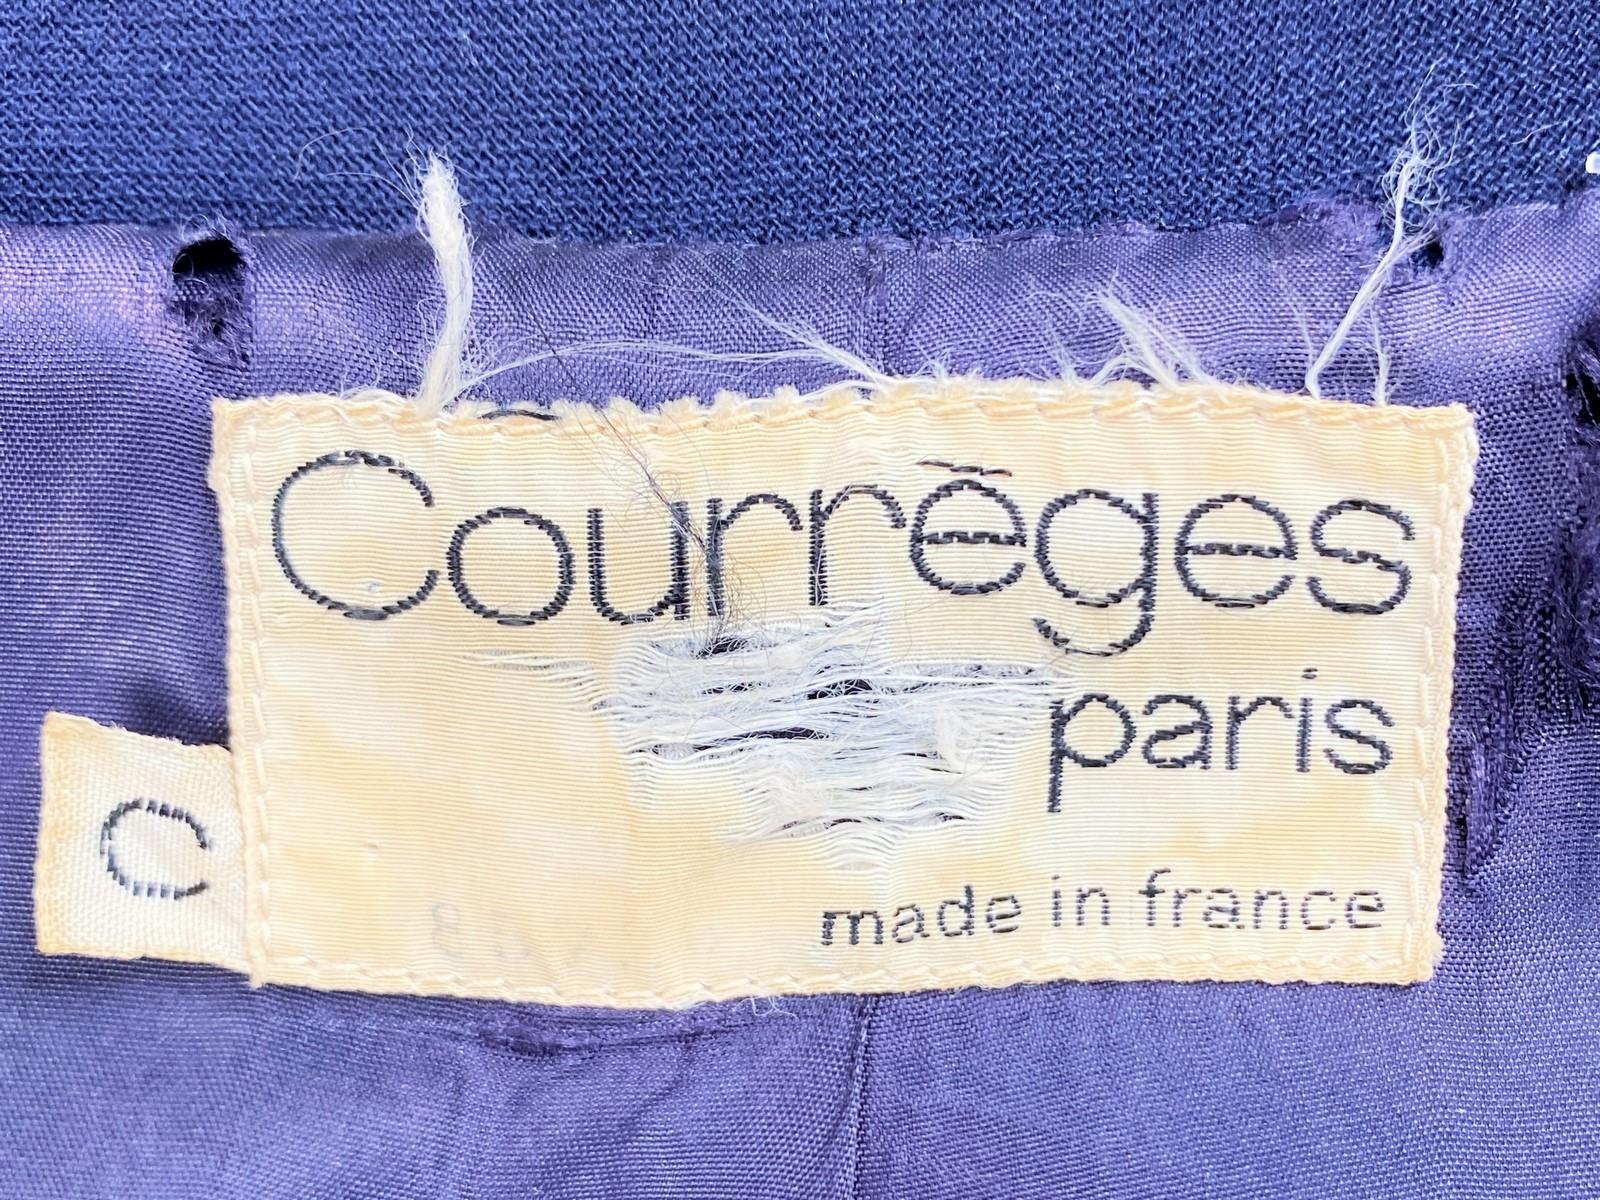 Courrèges
paris
C
made in france